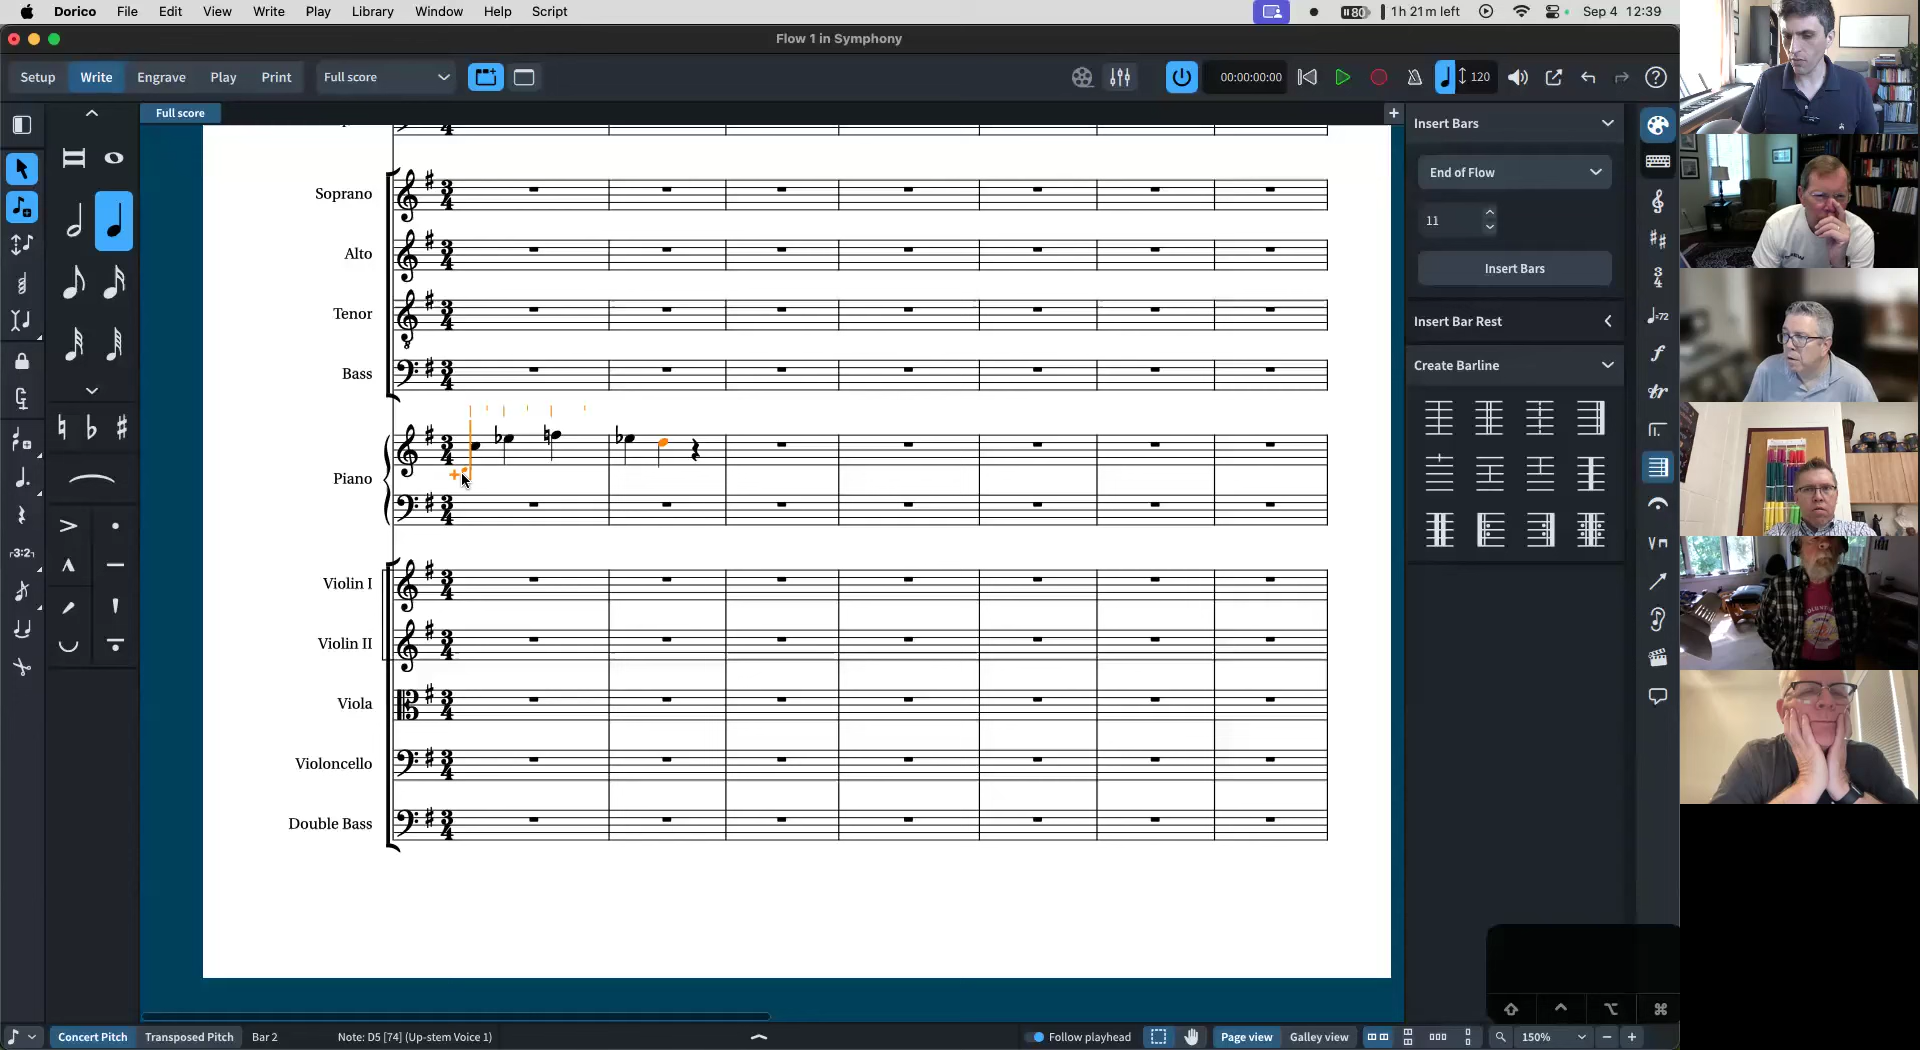 Dorico File Edit View Write Play Library Window Help Script
80 1h 21m left Sep 4 12:39
Flow 1 in Symphony
Setup Write Engrave Play Print Full score
00:00:00:00 120
Full score
Insert Bars
End of Flow
11
Insert Bars
Insert Bar Rest
Create Barline
Soprano
Alto
Tenor
Bass
Piano
Violin I
Violin II
Viola
Violoncello
Double Bass
3:2
=72
Concert Pitch Transposed Pitch Bar 2 Note: D5 [74] (Up-stem Voice 1)
Follow playhead Page view Galley view 150%